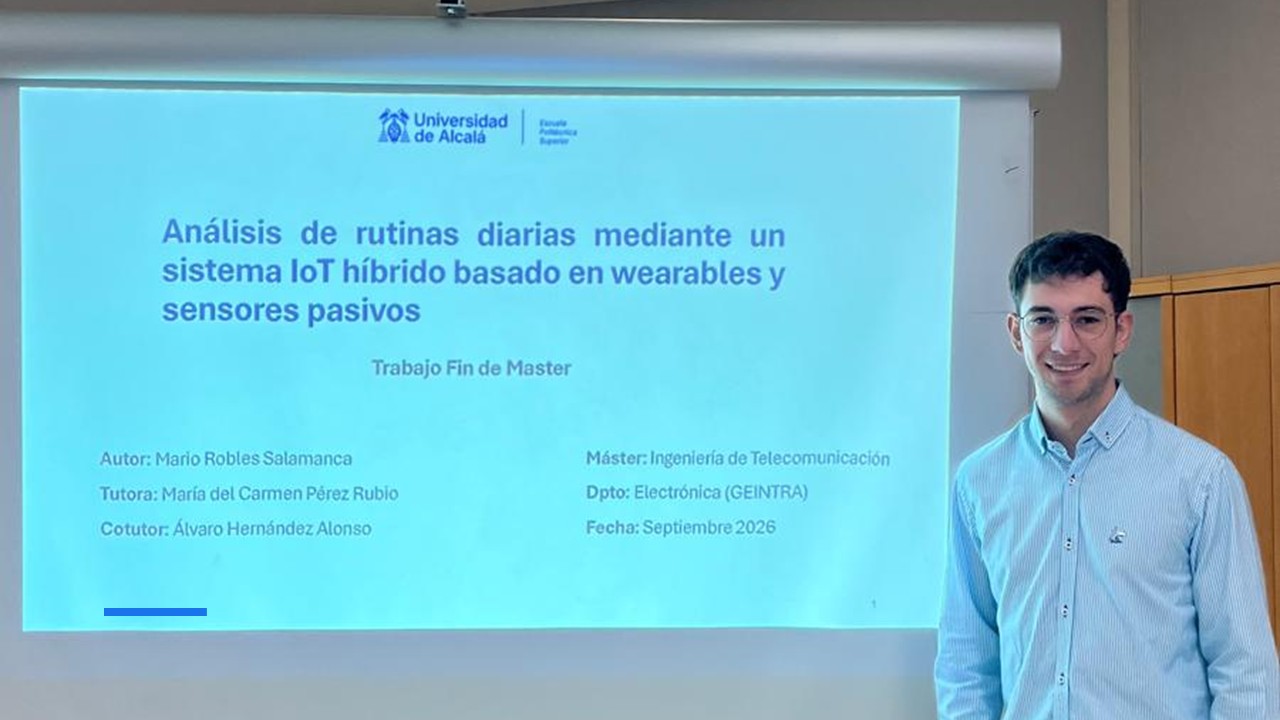 Universidad
de Alcalá
Escuela
Politécnica
Superior
Análisis de rutinas diarias mediante un
sistema IoT híbrido basado en wearables y
sensores pasivos
Trabajo Fin de Master
Autor: Mario Robles Salamanca
Tutora: María del Carmen Pérez Rubio
Cotutor: Álvaro Hernández Alonso
Máster: Ingeniería de Telecomunicación
Dpto: Electrónica (GEINTRA)
Fecha: Septiembre 2026
1